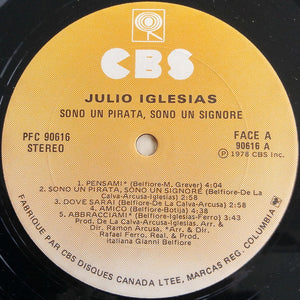 CBS
JULIO IGLESIAS
SONO UN PIRATA, SONO UN SIGNORE
PFC 90616
STEREO
FACE A
90616 A
℗ 1978 CBS Inc.
1. PENSAMI* (Belfiore-M. Grever) 4:04
2. SONO UN PIRATA, SONO UN SIGNORE (Belfiore-De La
Calva-Arcusa-Iglesias) 2:58
3. DOVE SARAI (Belfiore-De La Calva-Arcusa) 2:58
4. AMICO (Belfiore-Botija) 4:38
5. ABBRACCIAMI* (Belfiore-Iglesias-Ferro) 3:43
Prod. De La Calva-Arcusa - Arr. & Dir.
Dir. Ramon Arcusa, *Arr. & Dir.
Rafael Ferro, Real. & Prod.
italiana Gianni Belfiore
FABRIQUE PAR CBS DISQUES CANADA LTEE. MARCAS REG. COLUMBIA